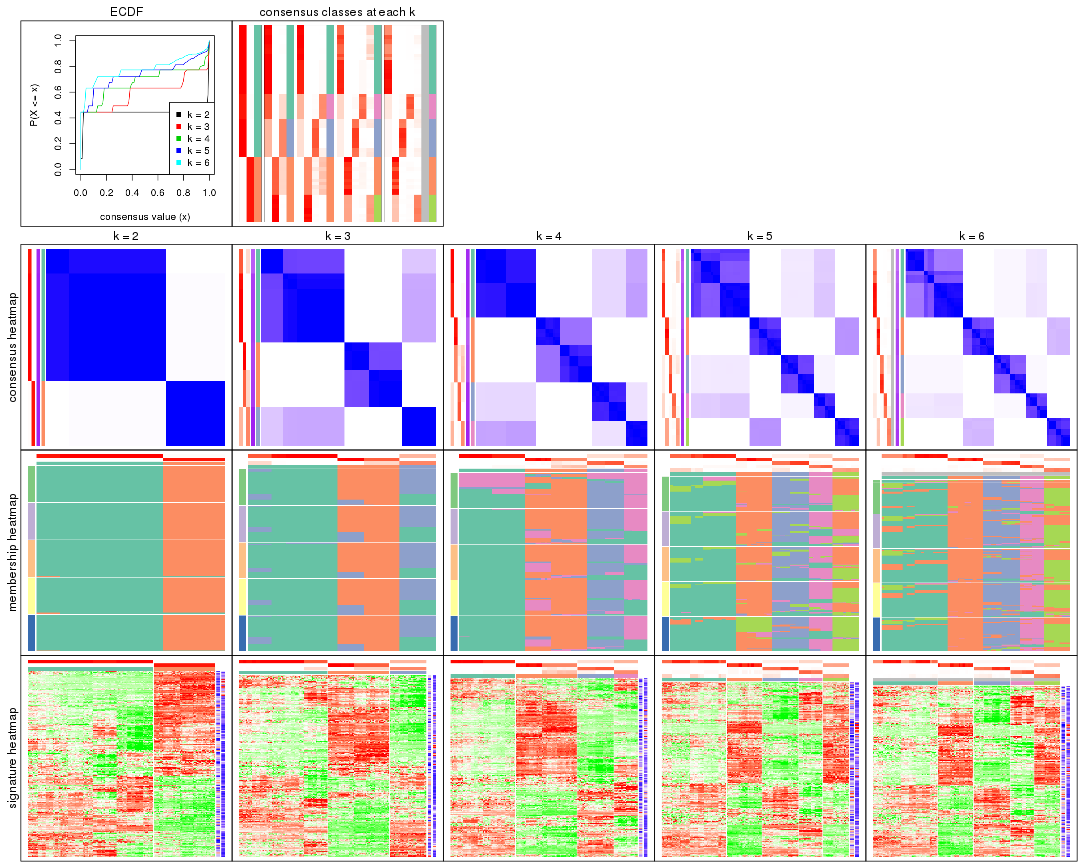 ECDF
consensus classes at each k
P(X <= x)
0.0 0.2 0.4 0.6 0.8 1.0
k = 2
k = 3
k = 4
k = 5
k = 6
0.0 0.2 0.4 0.6 0.8 1.0
consensus value (x)
k = 2
k = 3
k = 4
k = 5
k = 6
consensus heatmap
membership heatmap
signature heatmap